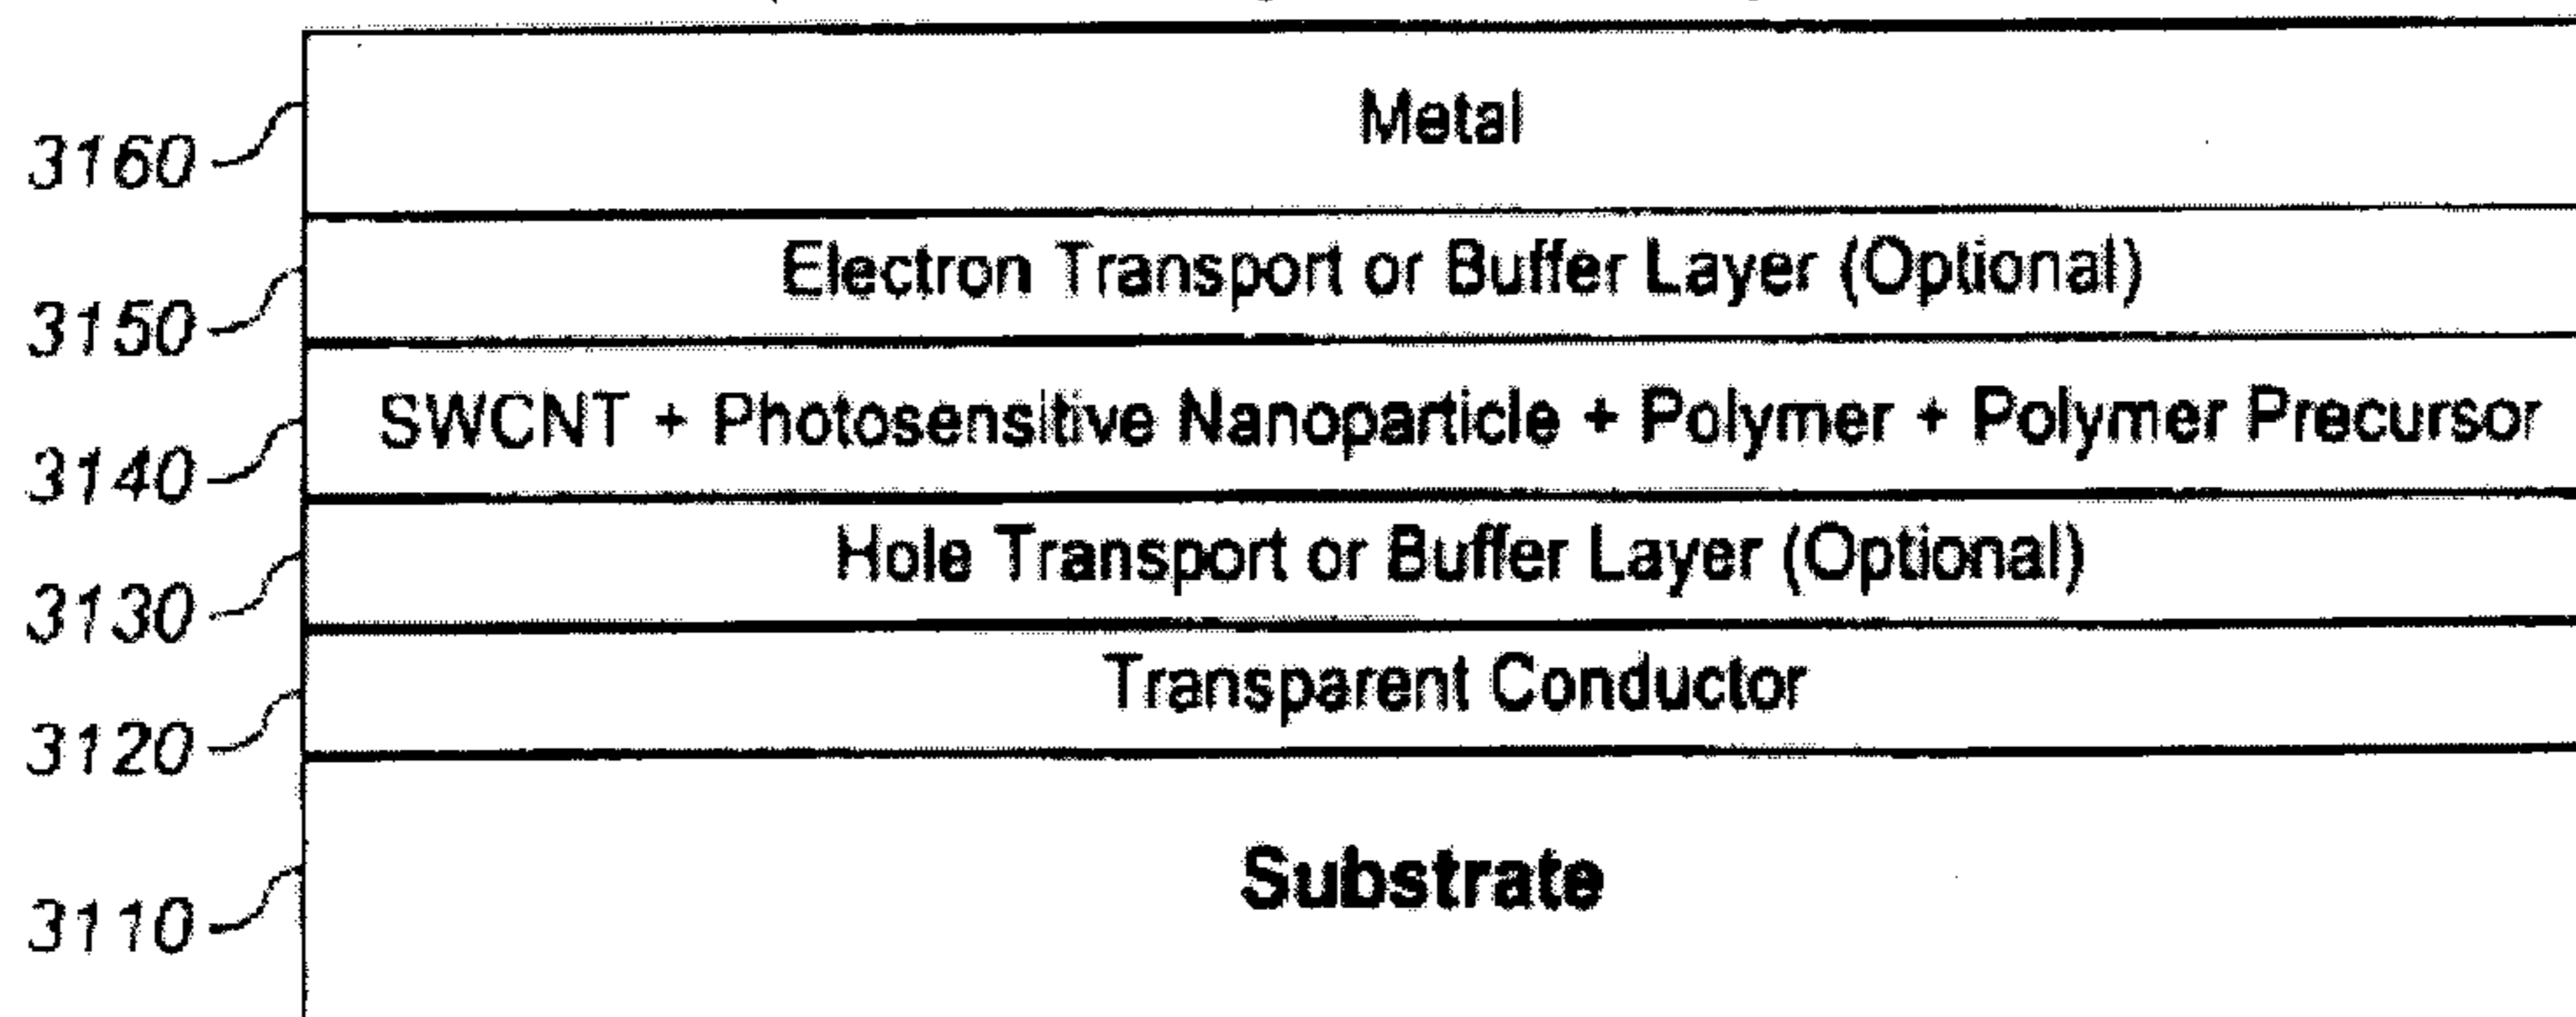 Metal
3160
Electron Transport or Buffer Layer (Optional)
3150
SWCNT + Photosensitive Nanoparticle + Polymer + Polymer Precursor
3140
Hole Transport or Buffer Layer (Optional)
3130
Transparent Conductor
3120
Substrate
3110